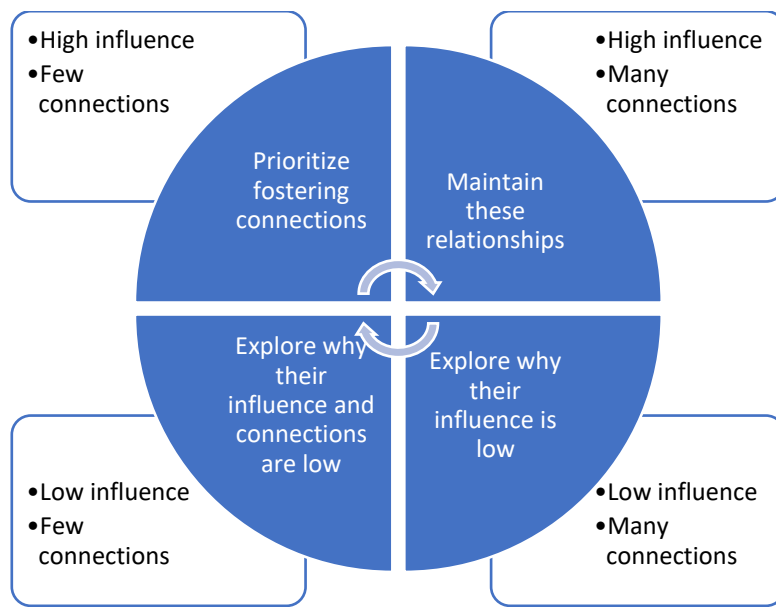 •High influence
•Few
connections
•High influence
•Many
connections
Prioritize
fostering
connections
Maintain
these
relationships
Explore why
their
influence and
connections
are low
Explore why
their
influence is
low
•Low influence
•Few
connections
•Low influence
•Many
connections